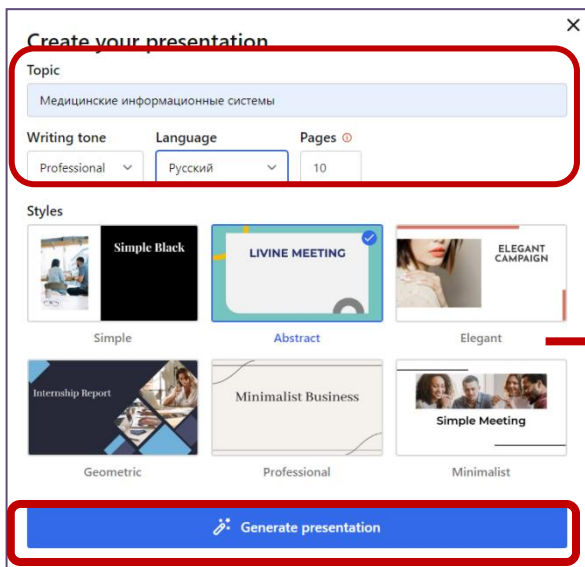 Create your presentation
Topic
Медицинские информационные системы
Writing tone Language Pages
Professional Русский 10
Styles
Simple Black
LIVINE MEETING
ELEGANT
CAMPAIGN
Simple Abstract Elegant
Internship Report
Minimalist Business
Simple Meeting
Geometric Professional Minimalist
Generate presentation